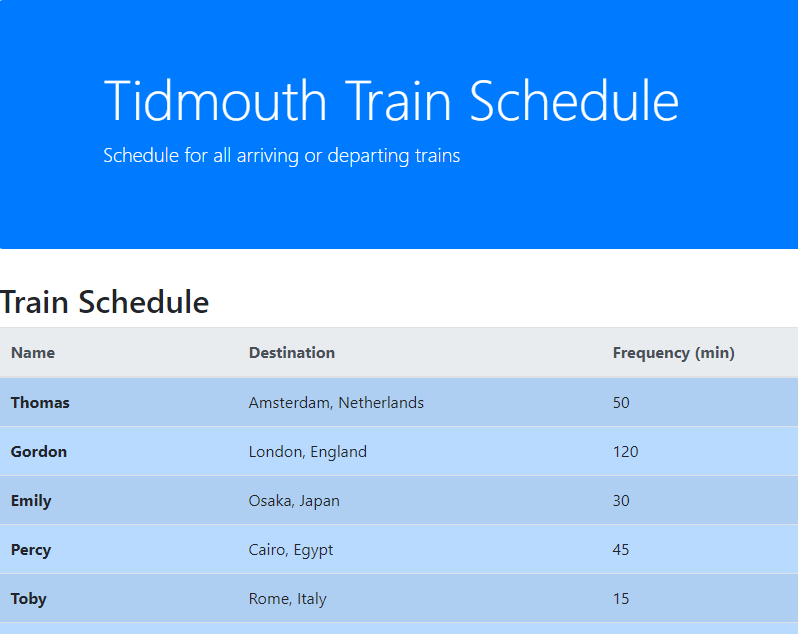 Tidmouth Train Schedule
Schedule for all arriving or departing trains
Train Schedule
Name Destination Frequency (min)
Thomas Amsterdam, Netherlands 50
Gordon London, England 120
Emily Osaka, Japan 30
Percy Cairo, Egypt 45
Toby Rome, Italy 15